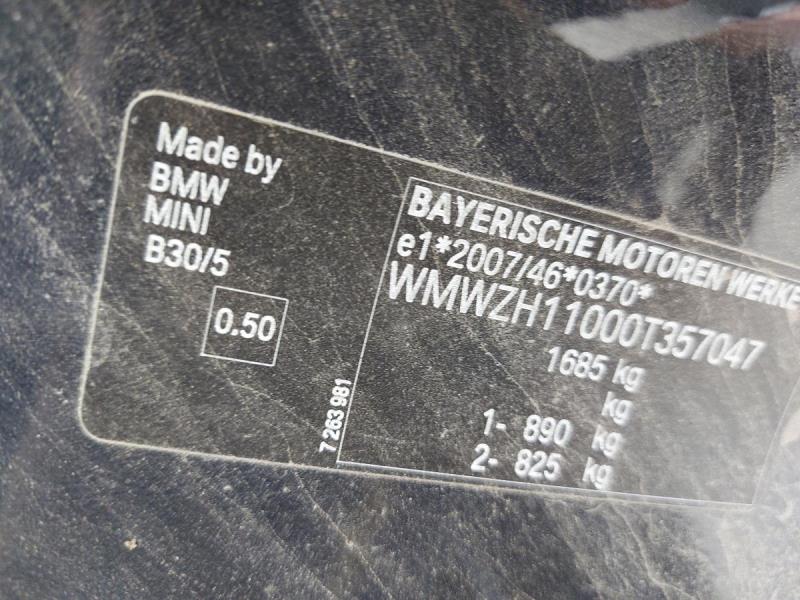 Made by
BMW
MINI
B30/5
0.50
7 263 981
BAYERISCHE MOTOREN WERKE
e1*2007/46*0370*
WMWZH11000T357047
1685 kg
kg
1- 890 kg
2- 825 kg